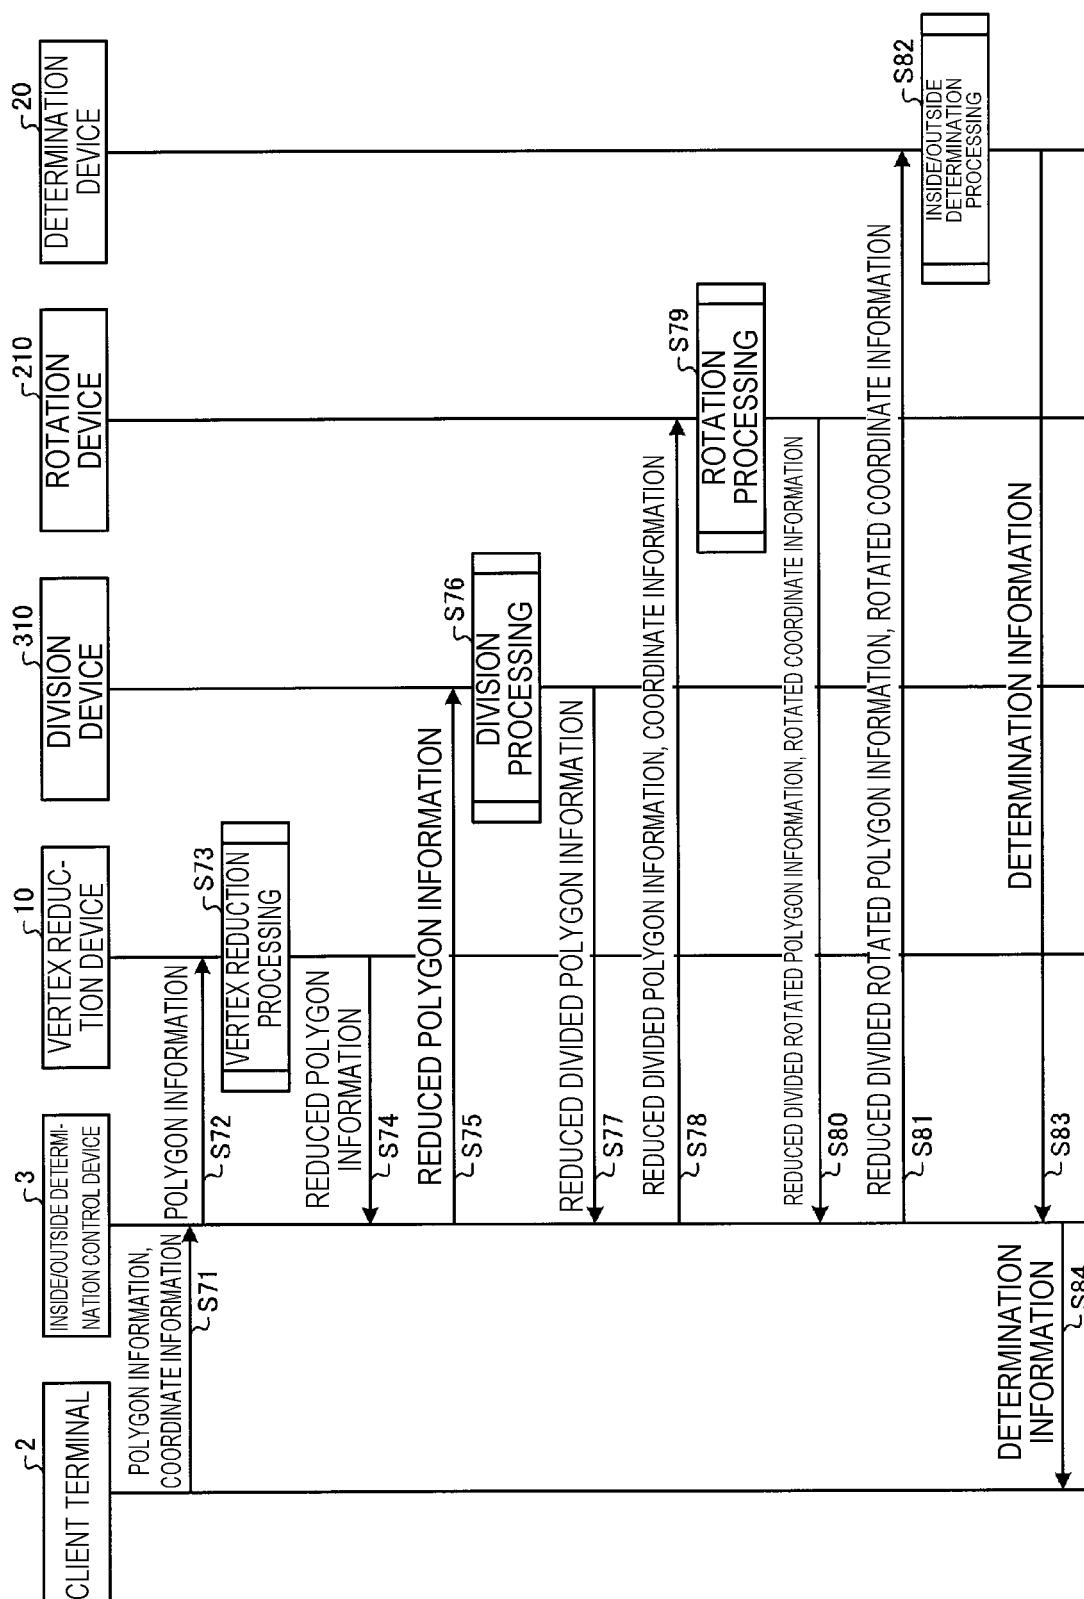 2
CLIENT TERMINAL
3
INSIDE/OUTSIDE DETERMI-
NATION CONTROL DEVICE
10
VERTEX REDUC-
TION DEVICE
310
DIVISION
DEVICE
210
ROTATION
DEVICE
20
DETERMINATION
DEVICE
POLYGON INFORMATION,
COORDINATE INFORMATION
S71
POLYGON INFORMATION
S72
S73
VERTEX REDUCTION
PROCESSING
REDUCED POLYGON
INFORMATION
S74
REDUCED POLYGON INFORMATION
S75
S76
DIVISION
PROCESSING
REDUCED DIVIDED POLYGON INFORMATION
S77
REDUCED DIVIDED POLYGON INFORMATION, COORDINATE INFORMATION
S78
S79
ROTATION
PROCESSING
REDUCED DIVIDED ROTATED POLYGON INFORMATION, ROTATED COORDINATE INFORMATION
S80
REDUCED DIVIDED ROTATED POLYGON INFORMATION, ROTATED COORDINATE INFORMATION
S81
S82
INSIDE/OUTSIDE
DETERMINATION
PROCESSING
DETERMINATION INFORMATION
S83
DETERMINATION
INFORMATION
S84